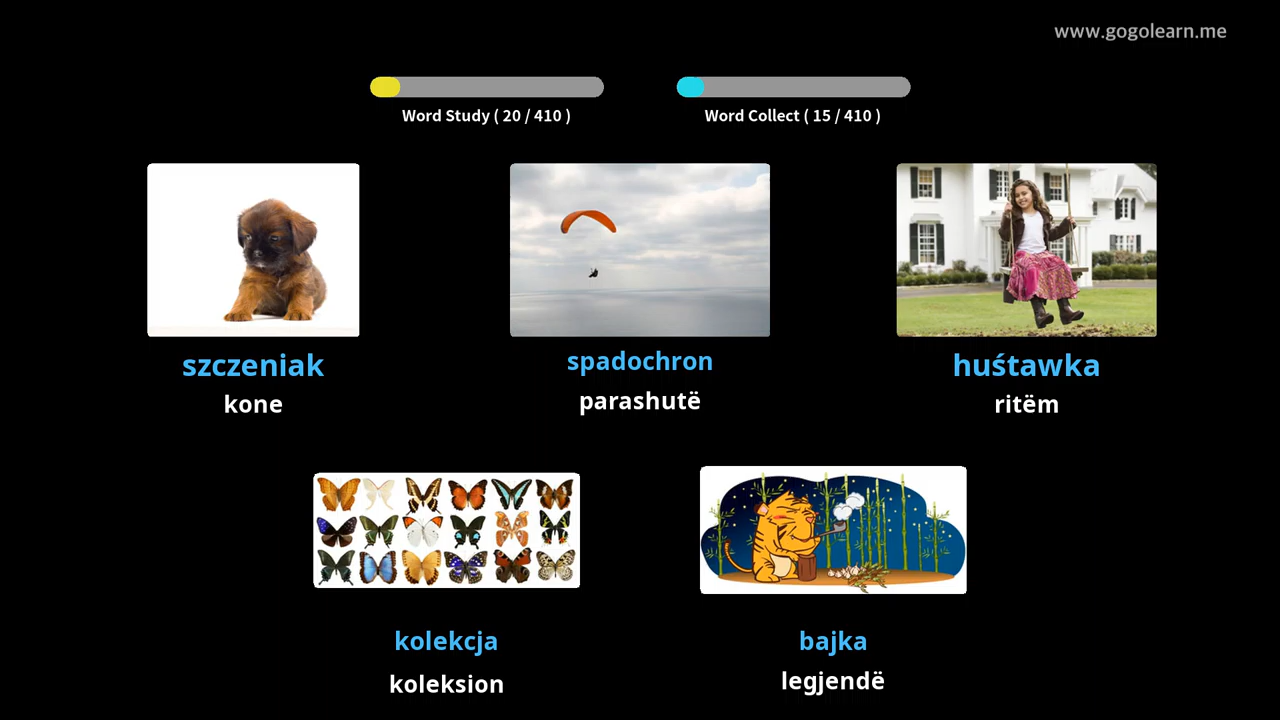 www.gogolearn.me
Word Study ( 20 / 410 )
Word Collect ( 15 / 410 )
szczeniak
kone
spadochron
parashutë
huśtawka
ritëm
kolekcja
koleksion
bajka
legjendë